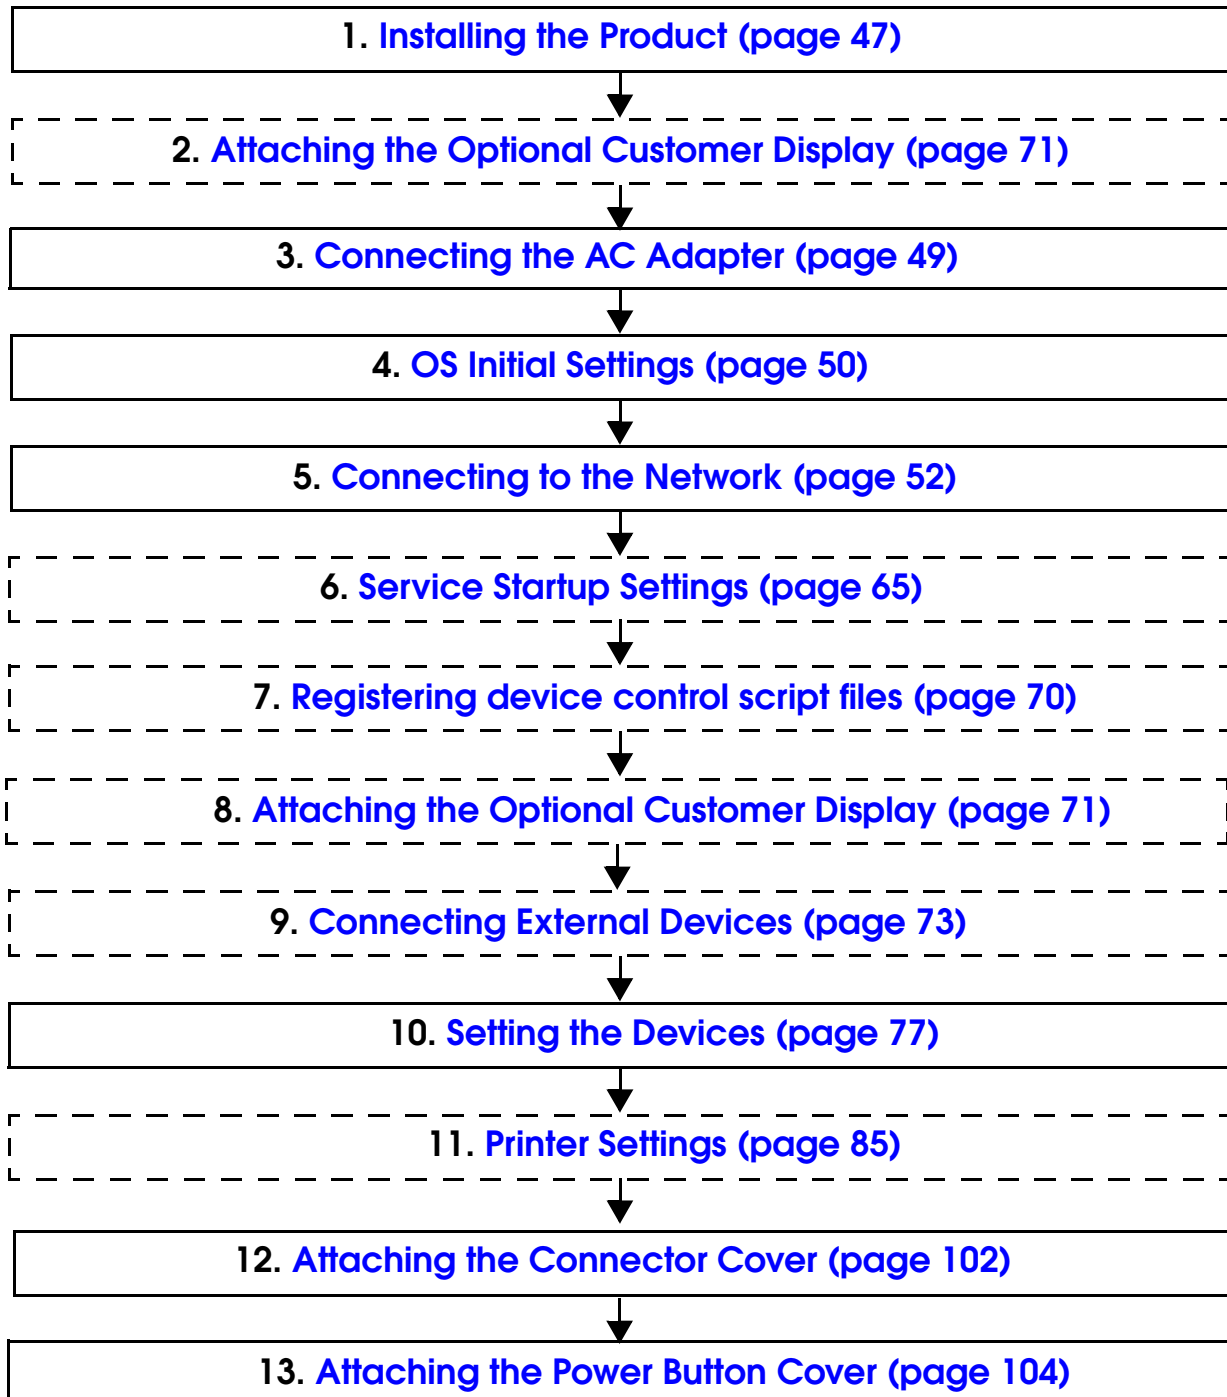 1. Installing the Product (page 47)
2. Attaching the Optional Customer Display (page 71)
3. Connecting the AC Adapter (page 49)
4. OS Initial Settings (page 50)
5. Connecting to the Network (page 52)
6. Service Startup Settings (page 65)
7. Registering device control script files (page 70)
8. Attaching the Optional Customer Display (page 71)
9. Connecting External Devices (page 73)
10. Setting the Devices (page 77)
11. Printer Settings (page 85)
12. Attaching the Connector Cover (page 102)
13. Attaching the Power Button Cover (page 104)